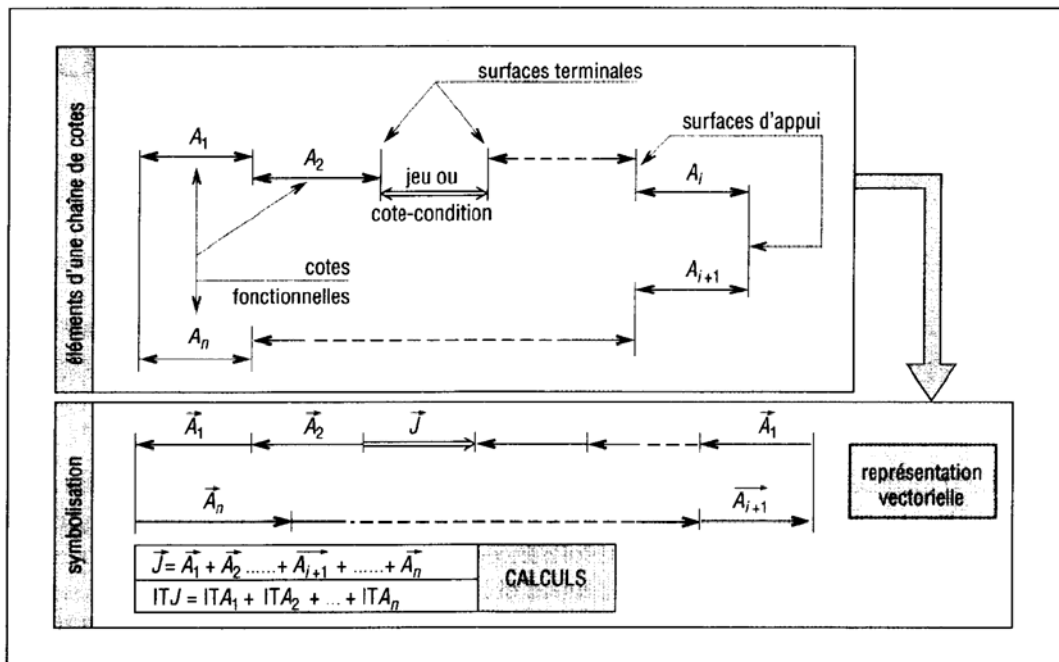 éléments d'une chaîne de cotes
surfaces terminales
surfaces d'appui
A₁
A₂
jeu ou
cote-condition
Aᵢ
Aᵢ₊₁
cotes
fonctionnelles
Aₙ
symbolisation
A₁⃗ A₂⃗ J⃗ A₁⃗
Aₙ⃗ Aᵢ₊₁⃗
représentation
vectorielle
J⃗ = A₁⃗ + A₂⃗ ...... + Aᵢ₊₁⃗ + ...... + Aₙ⃗
ITJ = ITA₁ + ITA₂ + ... + ITAₙ
CALCULS